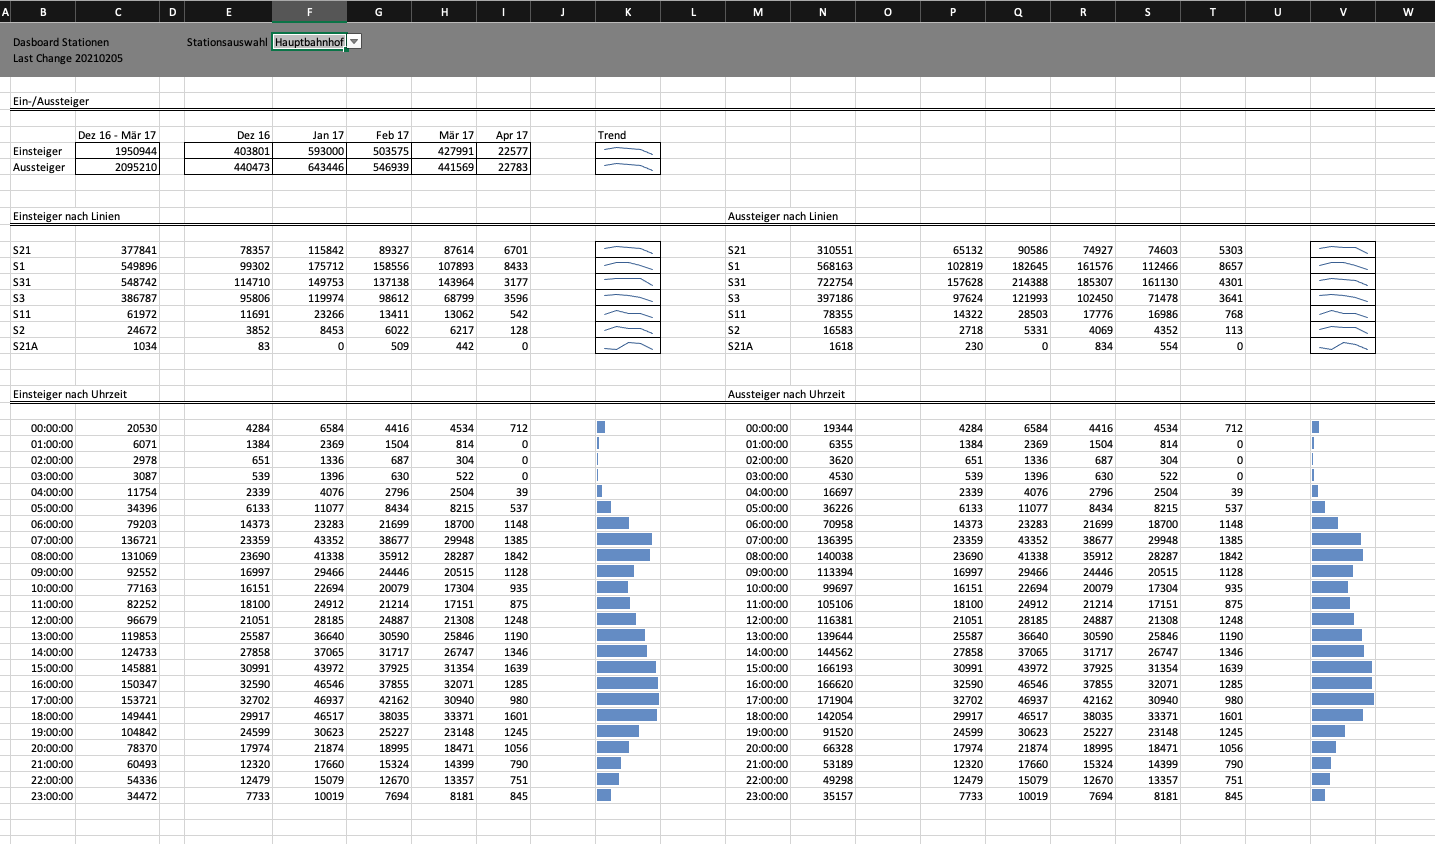 A B C D E F G H I J K L M N O P Q R S T U V W
Dasboard Stationen Stationsauswahl Hauptbahnhof
Last Change 20210205
Ein-/Aussteiger
Dez 16 - Mär 17 Dez 16 Jan 17 Feb 17 Mär 17 Apr 17 Trend
Einsteiger 1950944 403801 593000 503575 427991 22577
Aussteiger 2095210 440473 643446 546939 441569 22783
Einsteiger nach Linien Aussteiger nach Linien
S21 377841 78357 115842 89327 87614 6701 S21 310551 65132 90586 74927 74603 5303
S1 549896 99302 175712 158556 107893 8433 S1 568163 102819 182645 161576 112466 8657
S31 548742 114710 149753 137138 143964 3177 S31 722754 157628 214388 185307 161130 4301
S3 386787 95806 119974 98612 68799 3596 S3 397186 97624 121993 102450 71478 3641
S11 61972 11691 23266 13411 13062 542 S11 78355 14322 28503 17776 16986 768
S2 24672 3852 8453 6022 6217 128 S2 16583 2718 5331 4069 4352 113
S21A 1034 83 0 509 442 0 S21A 1618 230 0 834 554 0
Einsteiger nach Uhrzeit Aussteiger nach Uhrzeit
00:00:00 20530 4284 6584 4416 4534 712 00:00:00 19344 4284 6584 4416 4534 712
01:00:00 6071 1384 2369 1504 814 0 01:00:00 6355 1384 2369 1504 814 0
02:00:00 2978 651 1336 687 304 0 02:00:00 3620 651 1336 687 304 0
03:00:00 3087 539 1396 630 522 0 03:00:00 4530 539 1396 630 522 0
04:00:00 11754 2339 4076 2796 2504 39 04:00:00 16697 2339 4076 2796 2504 39
05:00:00 34396 6133 11077 8434 8215 537 05:00:00 36226 6133 11077 8434 8215 537
06:00:00 79203 14373 23283 21699 18700 1148 06:00:00 70958 14373 23283 21699 18700 1148
07:00:00 136721 23359 43352 38677 29948 1385 07:00:00 136395 23359 43352 38677 29948 1385
08:00:00 131069 23690 41338 35912 28287 1842 08:00:00 140038 23690 41338 35912 28287 1842
09:00:00 92552 16997 29466 24446 20515 1128 09:00:00 113394 16997 29466 24446 20515 1128
10:00:00 77163 16151 22694 20079 17304 935 10:00:00 99697 16151 22694 20079 17304 935
11:00:00 82252 18100 24912 21214 17151 875 11:00:00 105106 18100 24912 21214 17151 875
12:00:00 96679 21051 28185 24887 21308 1248 12:00:00 116381 21051 28185 24887 21308 1248
13:00:00 119853 25587 36640 30590 25846 1190 13:00:00 139644 25587 36640 30590 25846 1190
14:00:00 124733 27858 37065 31717 26747 1346 14:00:00 144562 27858 37065 31717 26747 1346
15:00:00 145881 30991 43972 37925 31354 1639 15:00:00 166193 30991 43972 37925 31354 1639
16:00:00 150347 32590 46546 37855 32071 1285 16:00:00 166620 32590 46546 37855 32071 1285
17:00:00 153721 32702 46937 42162 30940 980 17:00:00 171904 32702 46937 42162 30940 980
18:00:00 149441 29917 46517 38035 33371 1601 18:00:00 142054 29917 46517 38035 33371 1601
19:00:00 104842 24599 30623 25227 23148 1245 19:00:00 91520 24599 30623 25227 23148 1245
20:00:00 78370 17974 21874 18995 18471 1056 20:00:00 66328 17974 21874 18995 18471 1056
21:00:00 60493 12320 17660 15324 14399 790 21:00:00 53189 12320 17660 15324 14399 790
22:00:00 54336 12479 15079 12670 13357 751 22:00:00 49298 12479 15079 12670 13357 751
23:00:00 34472 7733 10019 7694 8181 845 23:00:00 35157 7733 10019 7694 8181 845